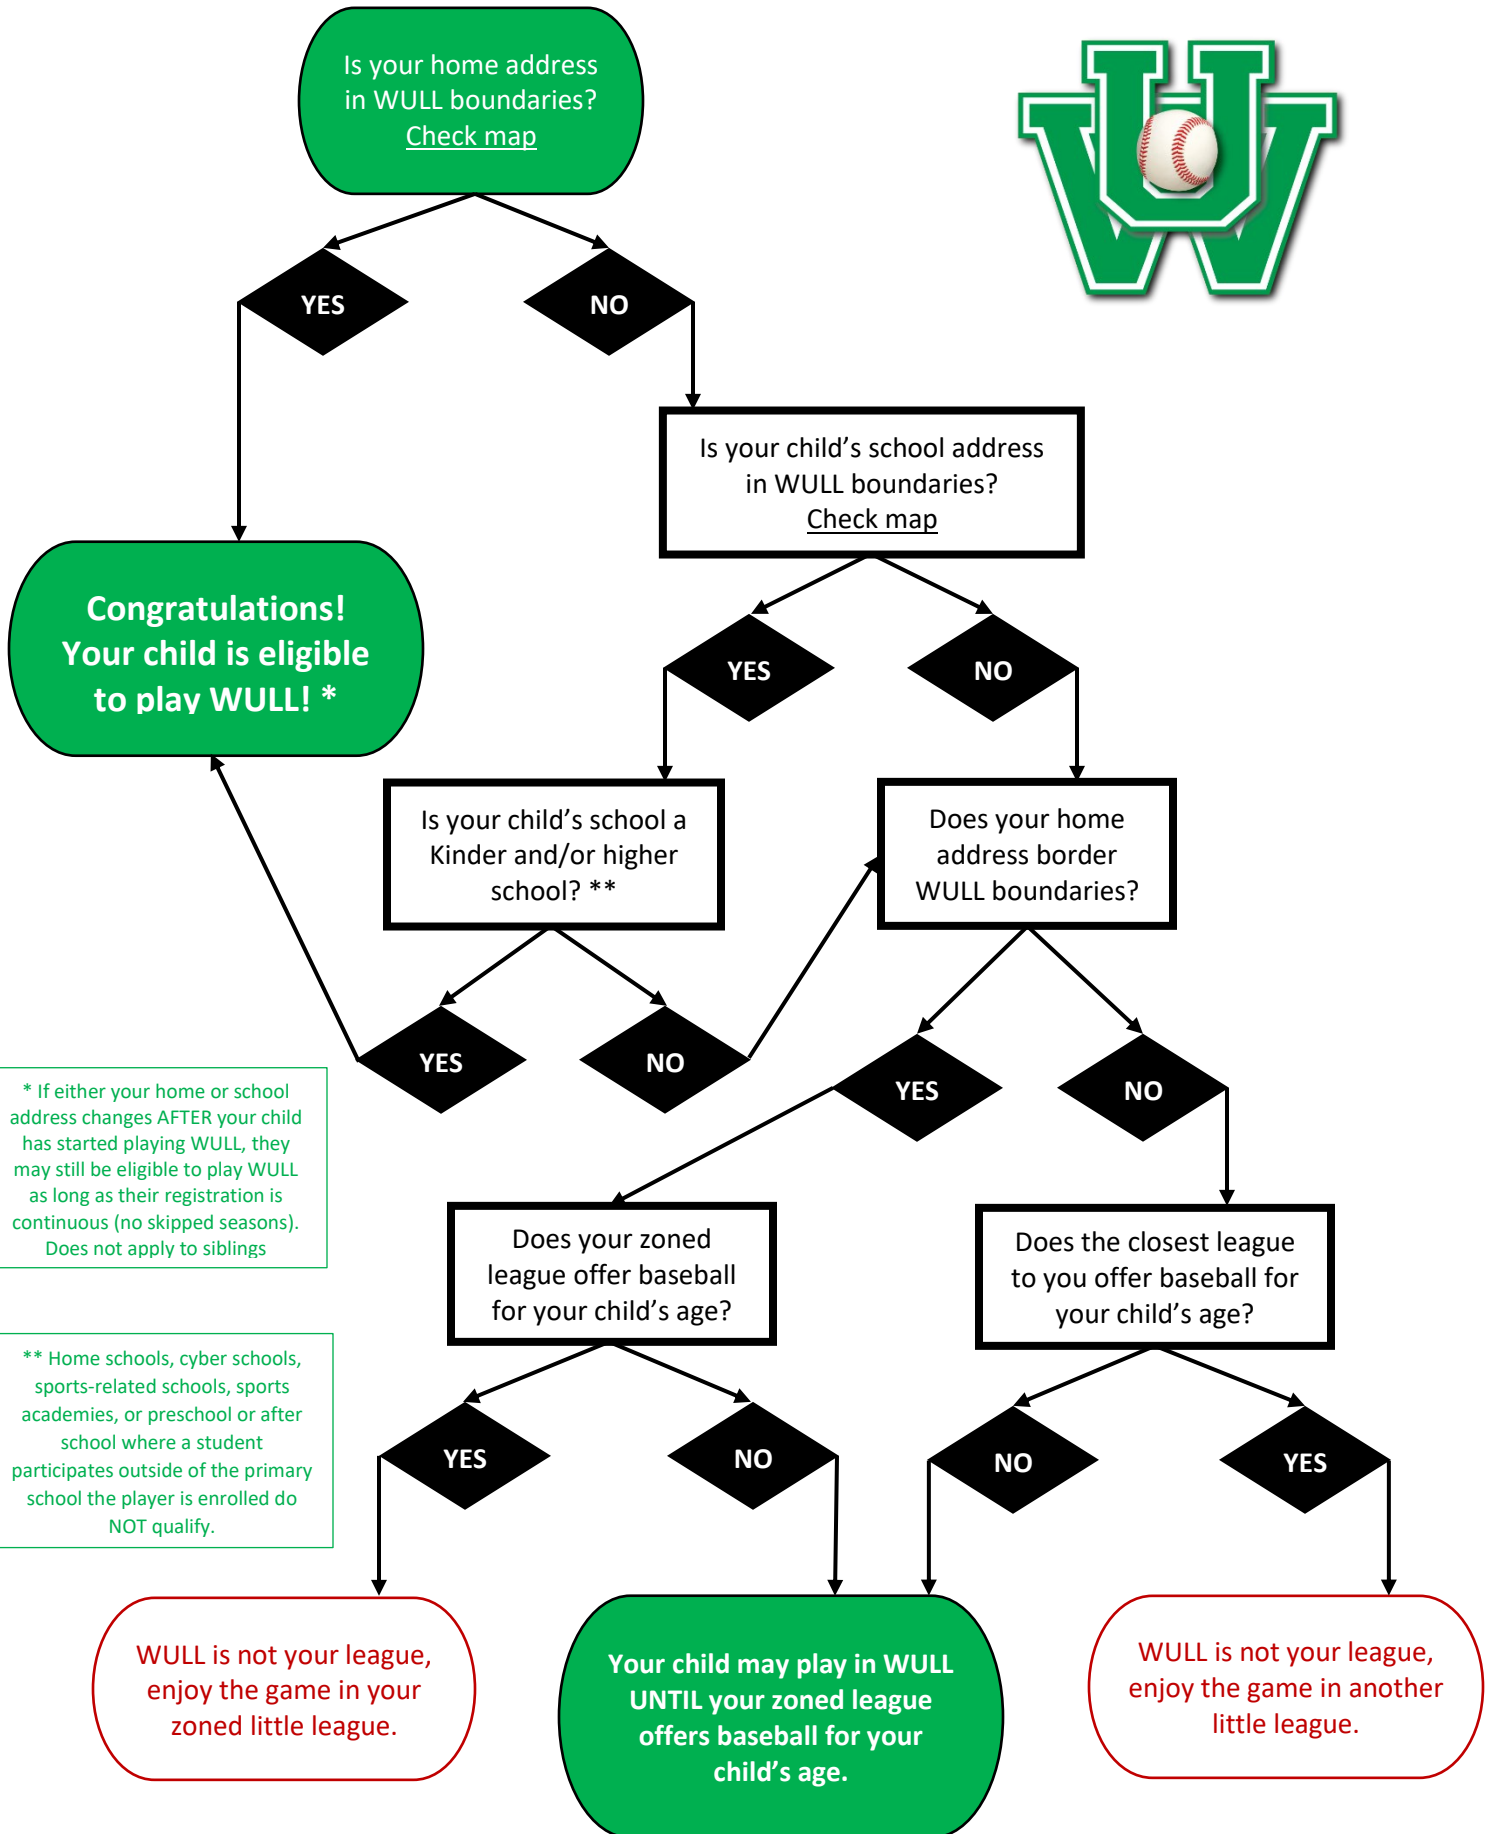 Is your home address
in WULL boundaries?
Check map
U
W
YES
NO
Is your child’s school address
in WULL boundaries?
Check map
Congratulations!
Your child is eligible
to play WULL! *
YES
NO
Is your child’s school a
Kinder and/or higher
school? **
Does your home
address border
WULL boundaries?
YES
NO
YES
NO
* If either your home or school
address changes AFTER your child
has started playing WULL, they
may still be eligible to play WULL
as long as their registration is
continuous (no skipped seasons).
Does not apply to siblings
Does your zoned
league offer baseball
for your child’s age?
Does the closest league
to you offer baseball for
your child’s age?
** Home schools, cyber schools,
sports-related schools, sports
academies, or preschool or after
school where a student
participates outside of the primary
school the player is enrolled do
NOT qualify.
YES
NO
NO
YES
WULL is not your league,
enjoy the game in your
zoned little league.
Your child may play in WULL
UNTIL your zoned league
offers baseball for your
child’s age.
WULL is not your league,
enjoy the game in another
little league.